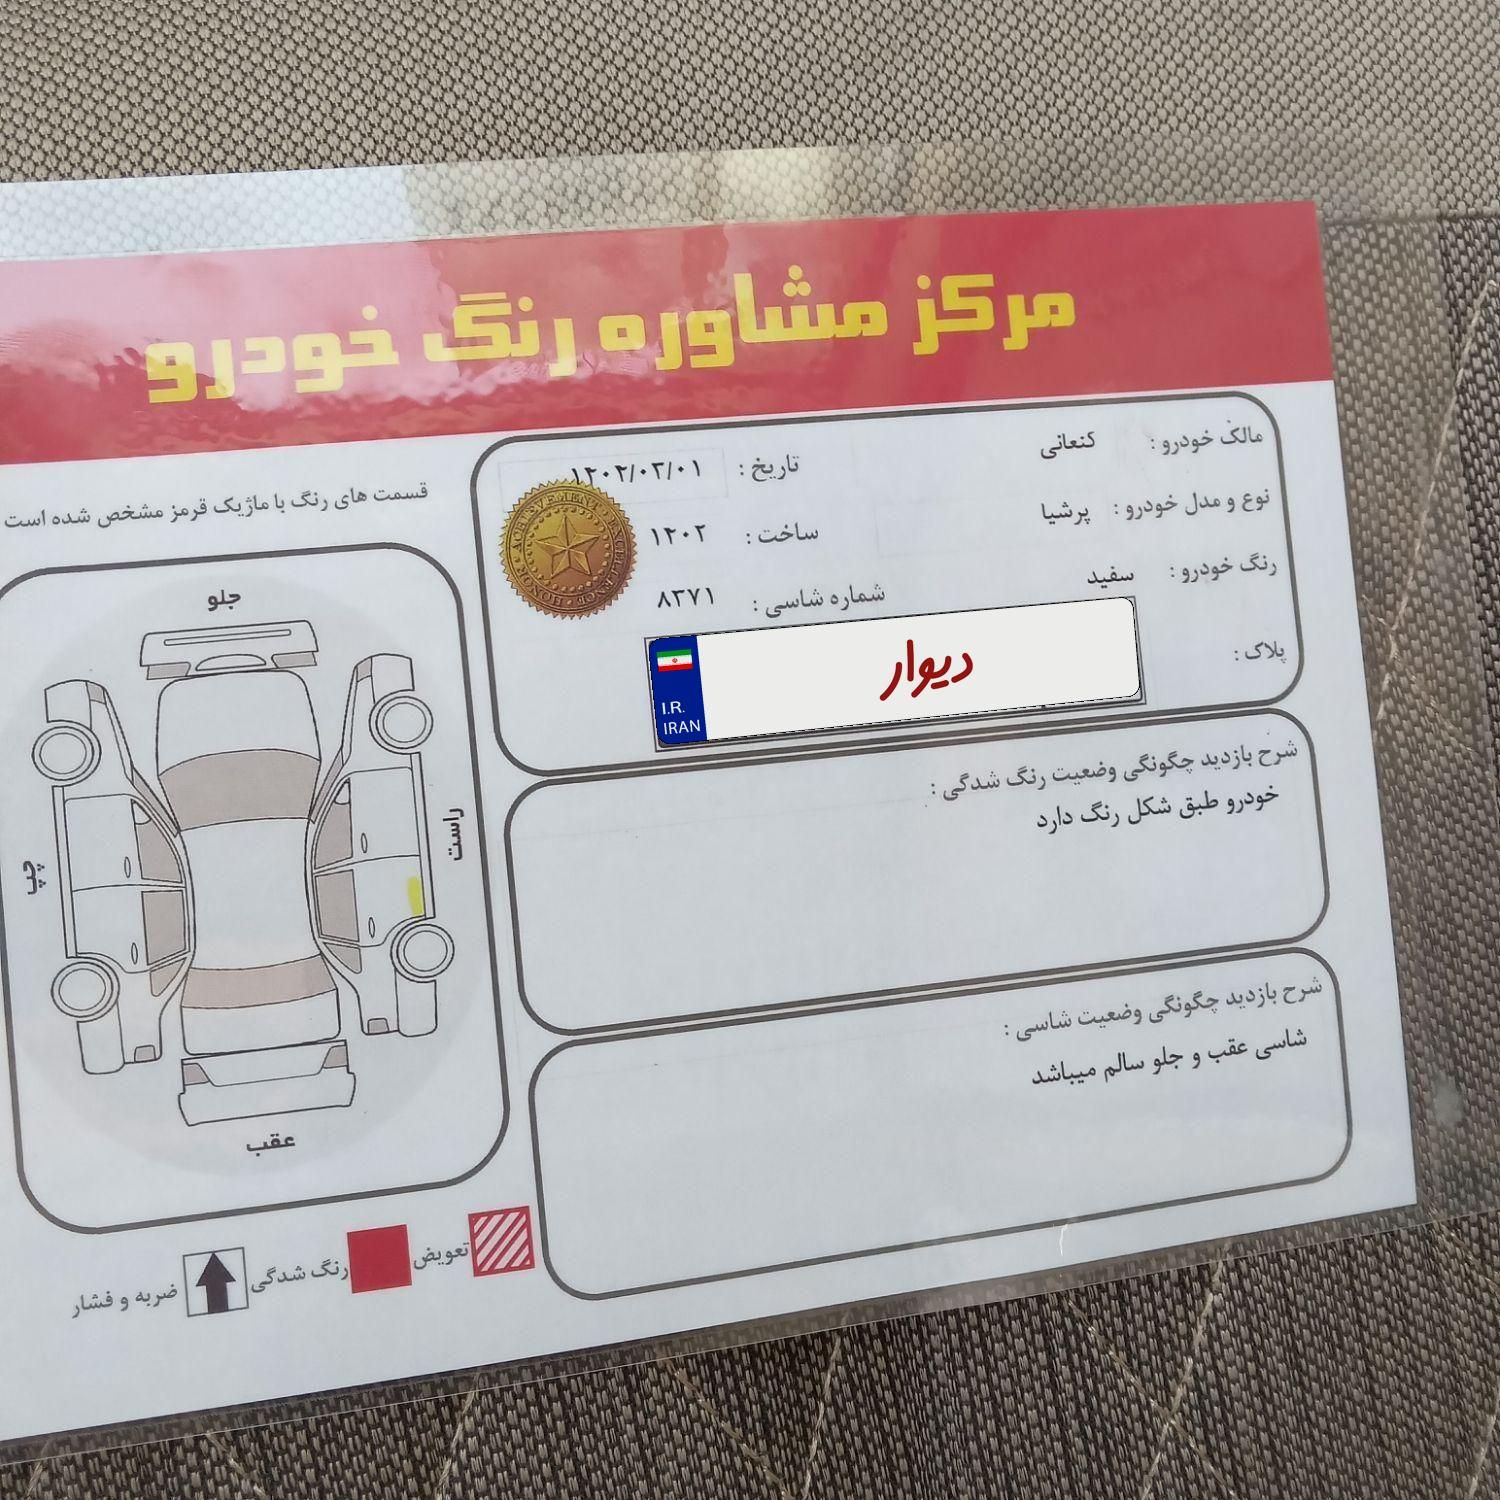 مرکز مشاوره رنگ خودرو
مالک خودرو : کنعانی
تاریخ : ۱۴۰۲/۰۳/۰۱
نوع و مدل خودرو : پرشیا
ساخت : ۱۴۰۲
رنگ خودرو : سفید
شماره شاسی : ۸۳۷۱
پلاک :
دیوار
I.R.
IRAN
شرح بازدید چگونگی وضعیت رنگ شدگی :
خودرو طبق شکل رنگ دارد
شرح بازدید چگونگی وضعیت شاسی :
شاسی عقب و جلو سالم میباشد
قسمت های رنگ با ماژیک قرمز مشخص شده است
جلو
راست
چپ
عقب
تعویض
رنگ شدگی
ضربه و فشار